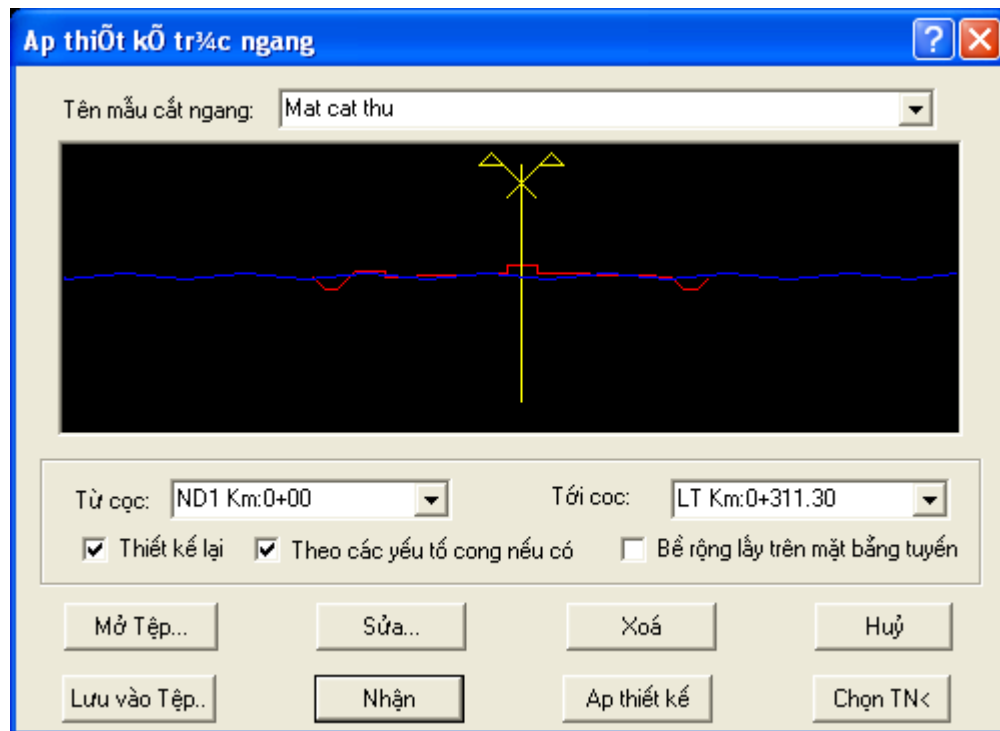 Ap thiÕt kÕ tr¾c ngang
Tên mẫu cắt ngang: Mat cat thu
Từ cọc: ND1 Km:0+00 Tới coc: LT Km:0+311.30
Thiết kế lại Theo các yếu tố cong nếu có Bề rộng lấy trên mặt bằng tuyến
Mở Tệp... Sửa... Xoá Huỷ
Lưu vào Tệp.. Nhận Ap thiết kế Chọn TN<